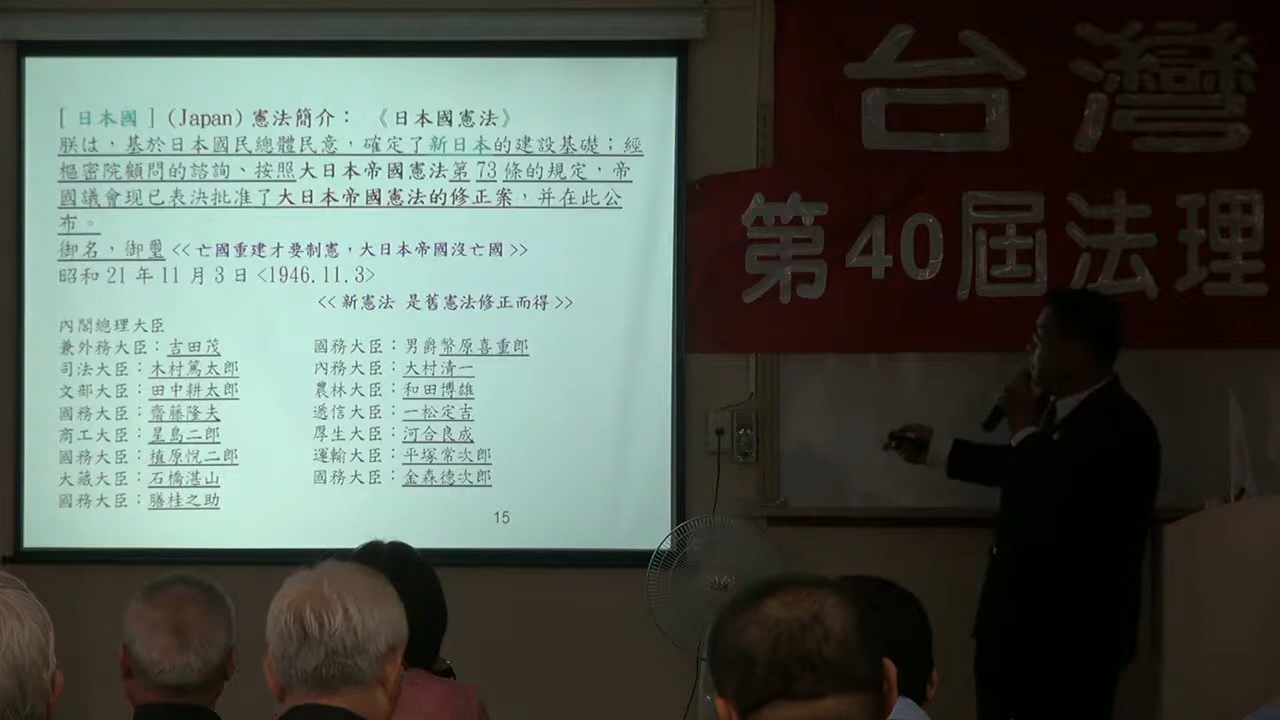 [ 日本國 ] (Japan) 憲法簡介： 《日本國憲法》
朕は，基於日本國民總體民意，確定了新日本的建設基礎；經
樞密院顧問的諮詢、按照大日本帝國憲法第 73 條的規定，帝
國議會現已表決批准了大日本帝國憲法的修正案，并在此公
布。
御名，御璽 << 亡國重建才要制憲，大日本帝國沒亡國 >>
昭和 21 年 11 月 3 日 <1946.11.3>
<< 新憲法 是舊憲法修正而得 >>
內閣總理大臣
兼外務大臣：吉田茂
司法大臣：木村篤太郎
文部大臣：田中耕太郎
國務大臣：齋藤隆夫
商工大臣：星島二郎
國務大臣：植原悅二郎
大藏大臣：石橋湛山
國務大臣：膳桂之助
國務大臣：男爵幣原喜重郎
內務大臣：大村清一
農林大臣：和田博雄
遞信大臣：一松定吉
厚生大臣：河合良成
運輸大臣：平塚常次郎
國務大臣：金森德次郎
15
台灣
第40屆法理